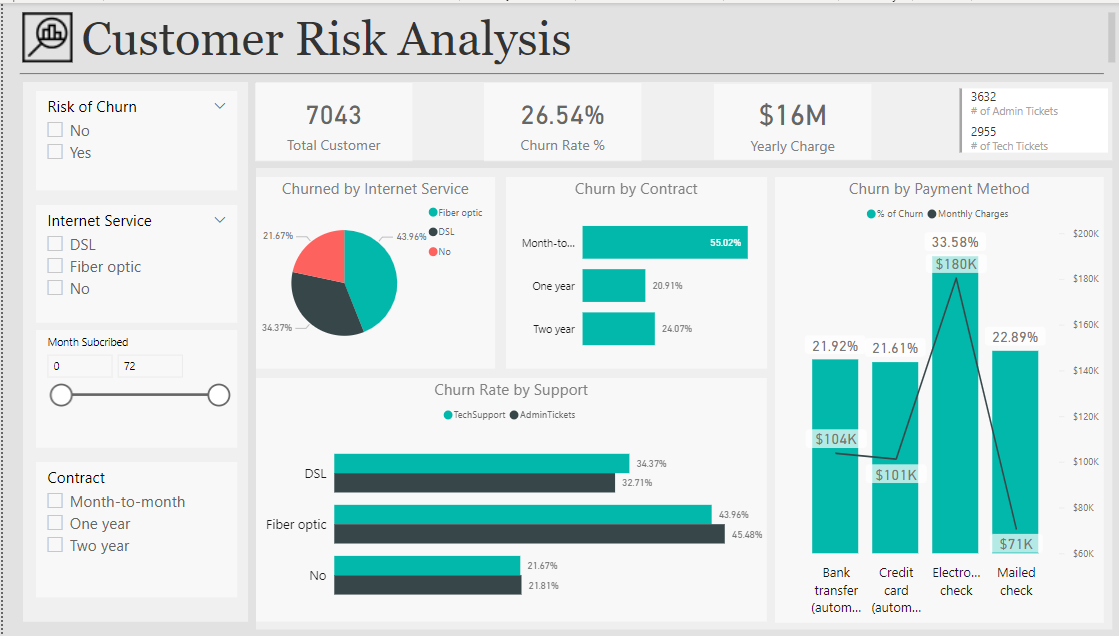 Customer Risk Analysis
Risk of Churn
No
Yes
Internet Service
DSL
Fiber optic
No
Month Subcribed
0
72
Contract
Month-to-month
One year
Two year
7043
Total Customer
26.54%
Churn Rate %
$16M
Yearly Charge
3632
# of Admin Tickets
2955
# of Tech Tickets
Churned by Internet Service
Fiber optic
DSL
No
21.67%
43.96%
34.37%
Churn by Contract
Month-to...
55.02%
One year
20.91%
Two year
24.07%
Churn Rate by Support
TechSupport
AdminTickets
DSL
34.37%
32.71%
Fiber optic
43.96%
45.48%
No
21.67%
21.81%
Churn by Payment Method
% of Churn
Monthly Charges
21.92%
21.61%
33.58%
22.89%
$104K
$101K
$180K
$71K
$200K
$180K
$160K
$140K
$120K
$100K
$80K
$60K
Bank
transfer
(autom...
Credit
card
(autom...
Electro...
check
Mailed
check